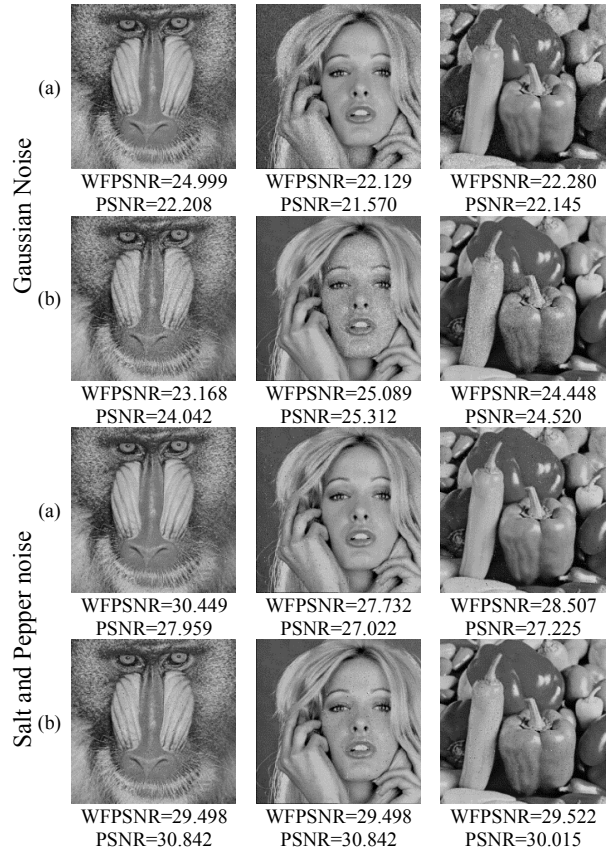 Gaussian Noise
(a)
WFPSNR=24.999 WFPSNR=22.129 WFPSNR=22.280
PSNR=22.208 PSNR=21.570 PSNR=22.145
(b)
WFPSNR=23.168 WFPSNR=25.089 WFPSNR=24.448
PSNR=24.042 PSNR=25.312 PSNR=24.520
Salt and Pepper noise
(a)
WFPSNR=30.449 WFPSNR=27.732 WFPSNR=28.507
PSNR=27.959 PSNR=27.022 PSNR=27.225
(b)
WFPSNR=29.498 WFPSNR=29.498 WFPSNR=29.522
PSNR=30.842 PSNR=30.842 PSNR=30.015